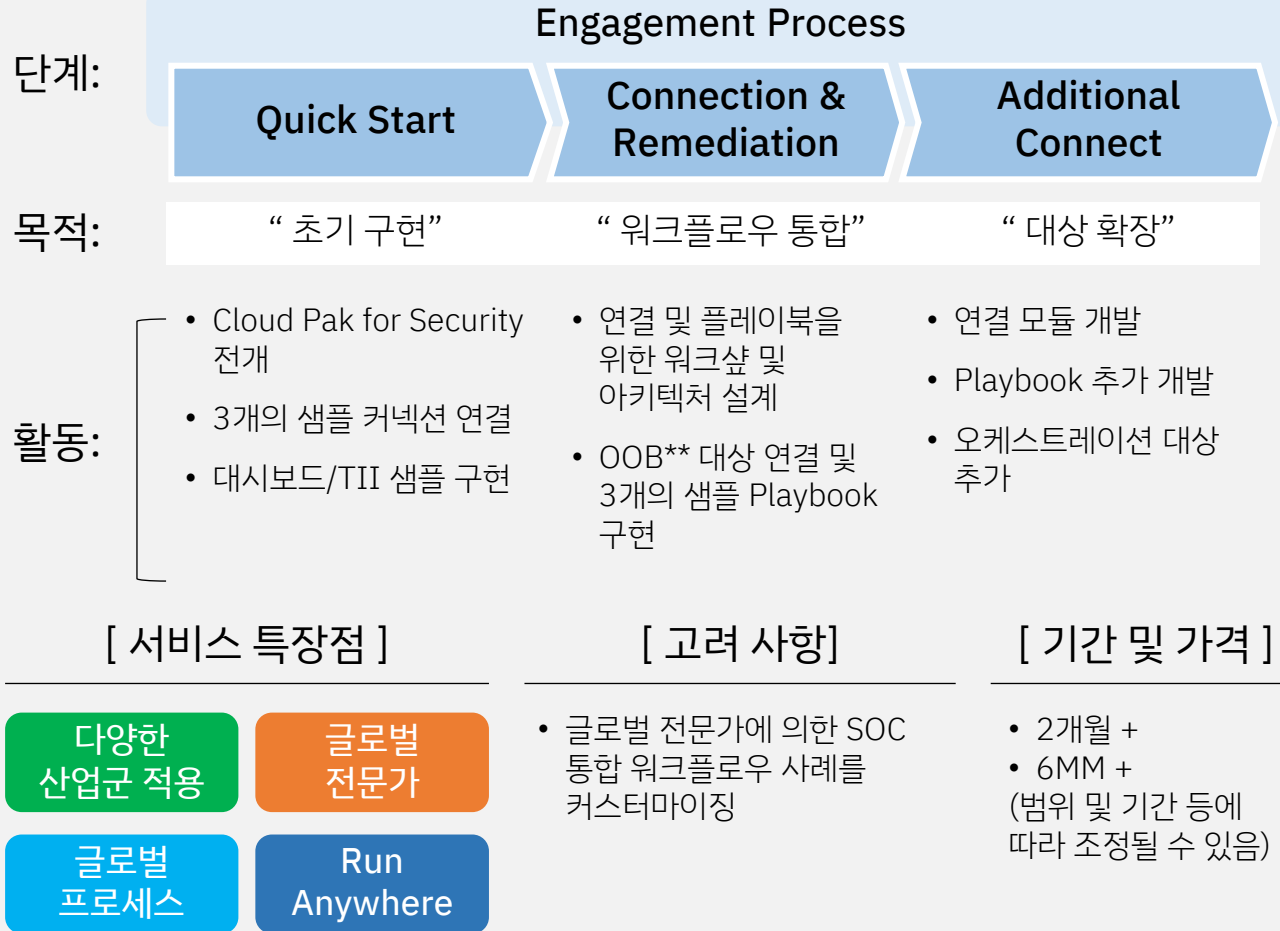 Engagement Process
단계:
Quick Start
Connection &
Remediation
Additional
Connect
목적:
“ 초기 구현”
“ 워크플로우 통합”
“ 대상 확장”
활동:
• Cloud Pak for Security
전개
• 3개의 샘플 커넥션 연결
• 대시보드/TII 샘플 구현
• 연결 및 플레이북을
위한 워크샾 및
아키텍처 설계
• OOB** 대상 연결 및
3개의 샘플 Playbook
구현
• 연결 모듈 개발
• Playbook 추가 개발
• 오케스트레이션 대상
추가
[ 서비스 특장점 ]
다양한
산업군 적용
글로벌
전문가
글로벌
프로세스
Run
Anywhere
[ 고려 사항]
• 글로벌 전문가에 의한 SOC
통합 워크플로우 사례를
커스터마이징
[ 기간 및 가격 ]
• 2개월 +
• 6MM +
(범위 및 기간 등에
따라 조정될 수 있음)